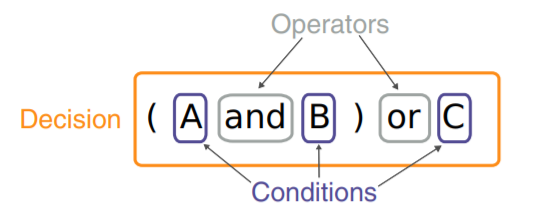 Operators
Decision ( A and B ) or C
Conditions